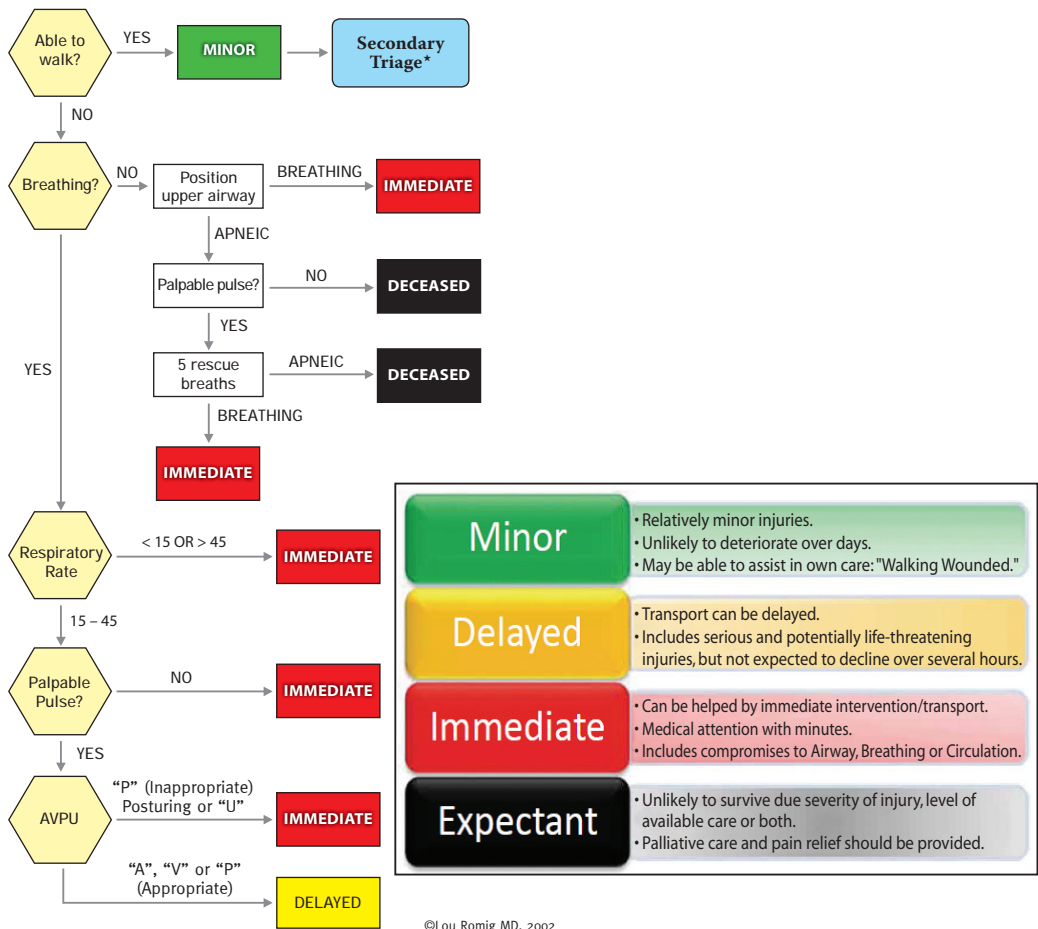 Able to
walk?
YES
MINOR
Secondary
Triage*
NO
Breathing?
NO
Position
upper airway
BREATHING
IMMEDIATE
APNEIC
Palpable pulse?
NO
DECEASED
YES
5 rescue
breaths
APNEIC
DECEASED
BREATHING
IMMEDIATE
YES
Respiratory
Rate
< 15 OR > 45
IMMEDIATE
15 – 45
Palpable
Pulse?
NO
IMMEDIATE
YES
AVPU
“P” (Inappropriate)
Posturing or “U”
IMMEDIATE
“A”, “V” or “P”
(Appropriate)
DELAYED
Minor
• Relatively minor injuries.
• Unlikely to deteriorate over days.
• May be able to assist in own care: "Walking Wounded."
Delayed
• Transport can be delayed.
• Includes serious and potentially life-threatening
injuries, but not expected to decline over several hours.
Immediate
• Can be helped by immediate intervention/transport.
• Medical attention with minutes.
• Includes compromises to Airway, Breathing or Circulation.
Expectant
• Unlikely to survive due severity of injury, level of
available care or both.
• Palliative care and pain relief should be provided.
©Lou Romig MD, 2002